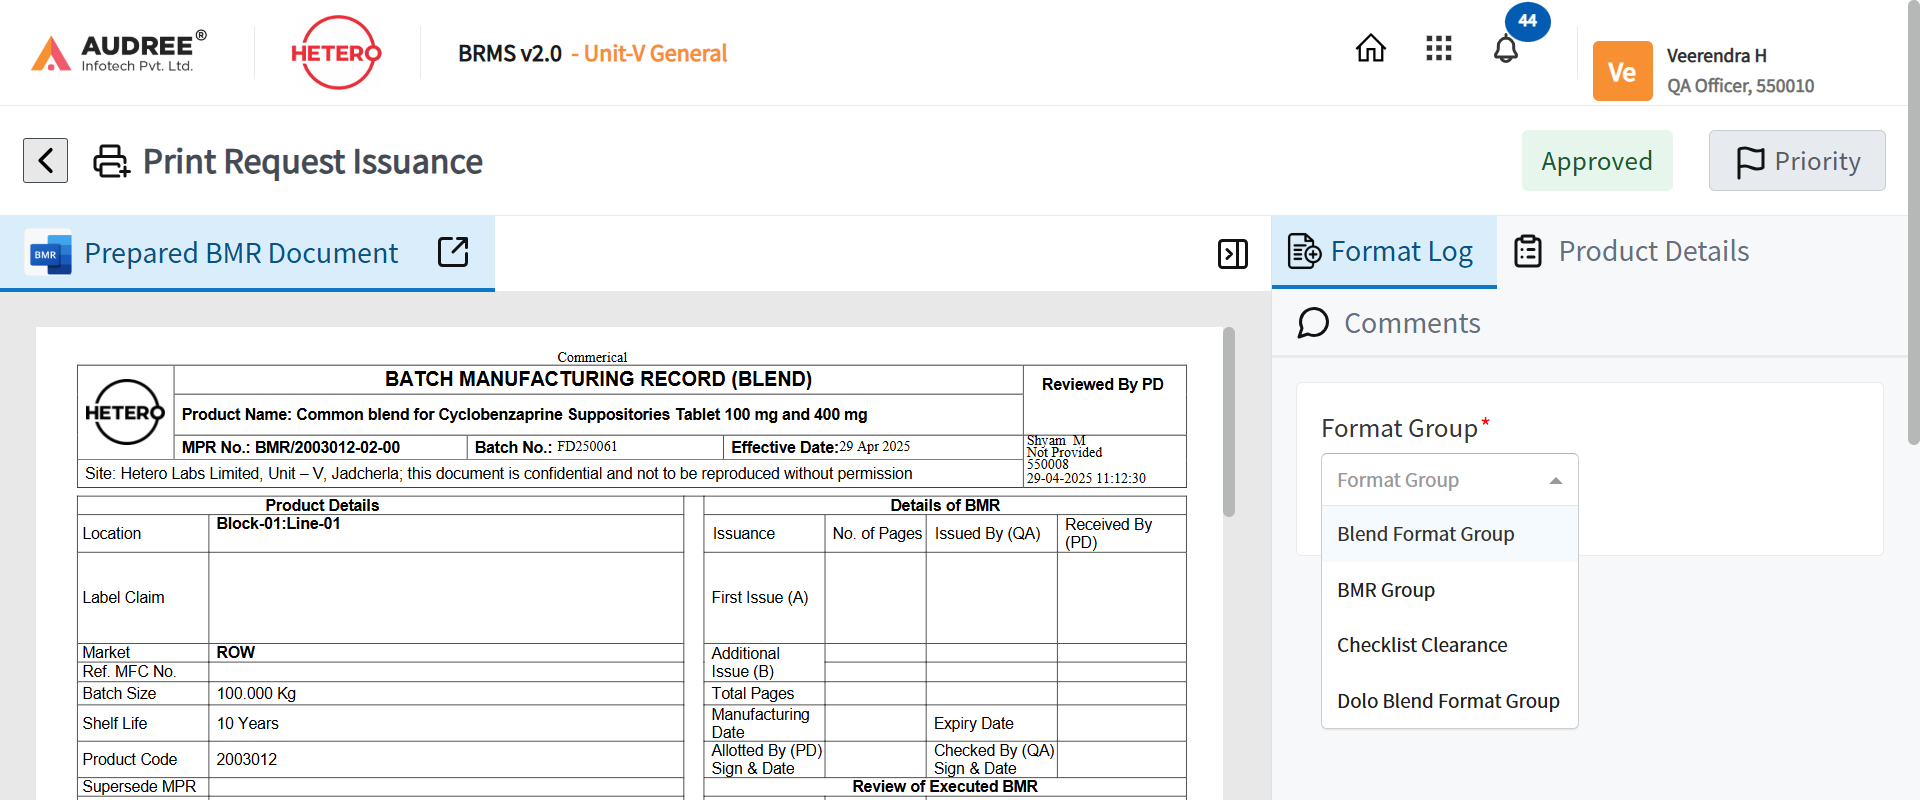 AUDREE®
Infotech Pvt. Ltd.
HETERO
BRMS v2.0 - Unit-V General
44
Ve
Veerendra H
QA Officer, 550010
Print Request Issuance
Approved
Priority
BMR
Prepared BMR Document
Format Log
Product Details
Comments
Commerical
HETERO
BATCH MANUFACTURING RECORD (BLEND)
Reviewed By PD
Product Name: Common blend for Cyclobenzaprine Suppositories Tablet 100 mg and 400 mg
MPR No.: BMR/2003012-02-00
Batch No.: FD250061
Effective Date:29 Apr 2025
Shyam M
Not Provided
550008
29-04-2025 11:12:30
Site: Hetero Labs Limited, Unit – V, Jadcherla; this document is confidential and not to be reproduced without permission
Product Details
Location
Block-01:Line-01
Label Claim
Market
ROW
Ref. MFC No.
Batch Size
100.000 Kg
Shelf Life
10 Years
Product Code
2003012
Supersede MPR
Details of BMR
Issuance
No. of Pages
Issued By (QA)
Received By
(PD)
First Issue (A)
Additional
Issue (B)
Total Pages
Manufacturing
Date
Expiry Date
Allotted By (PD)
Sign & Date
Checked By (QA)
Sign & Date
Review of Executed BMR
Format Group*
Format Group
Blend Format Group
BMR Group
Checklist Clearance
Dolo Blend Format Group